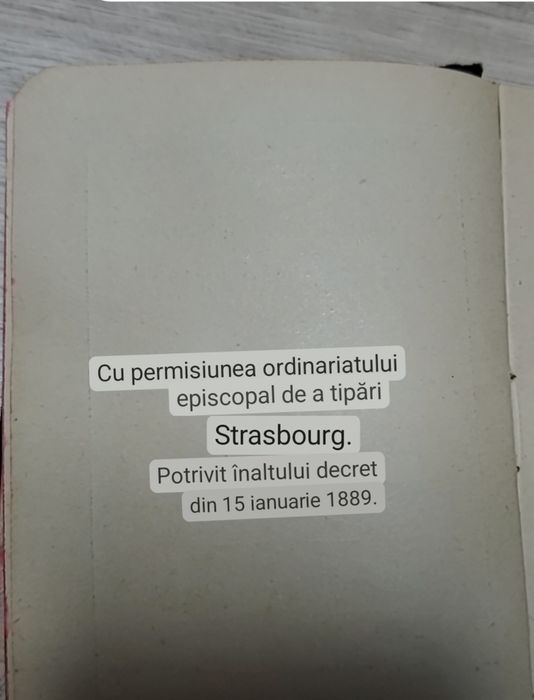 Cu permisiunea ordinariatului
episcopal de a tipări
Strasbourg.
Potrivit înaltului decret
din 15 ianuarie 1889.